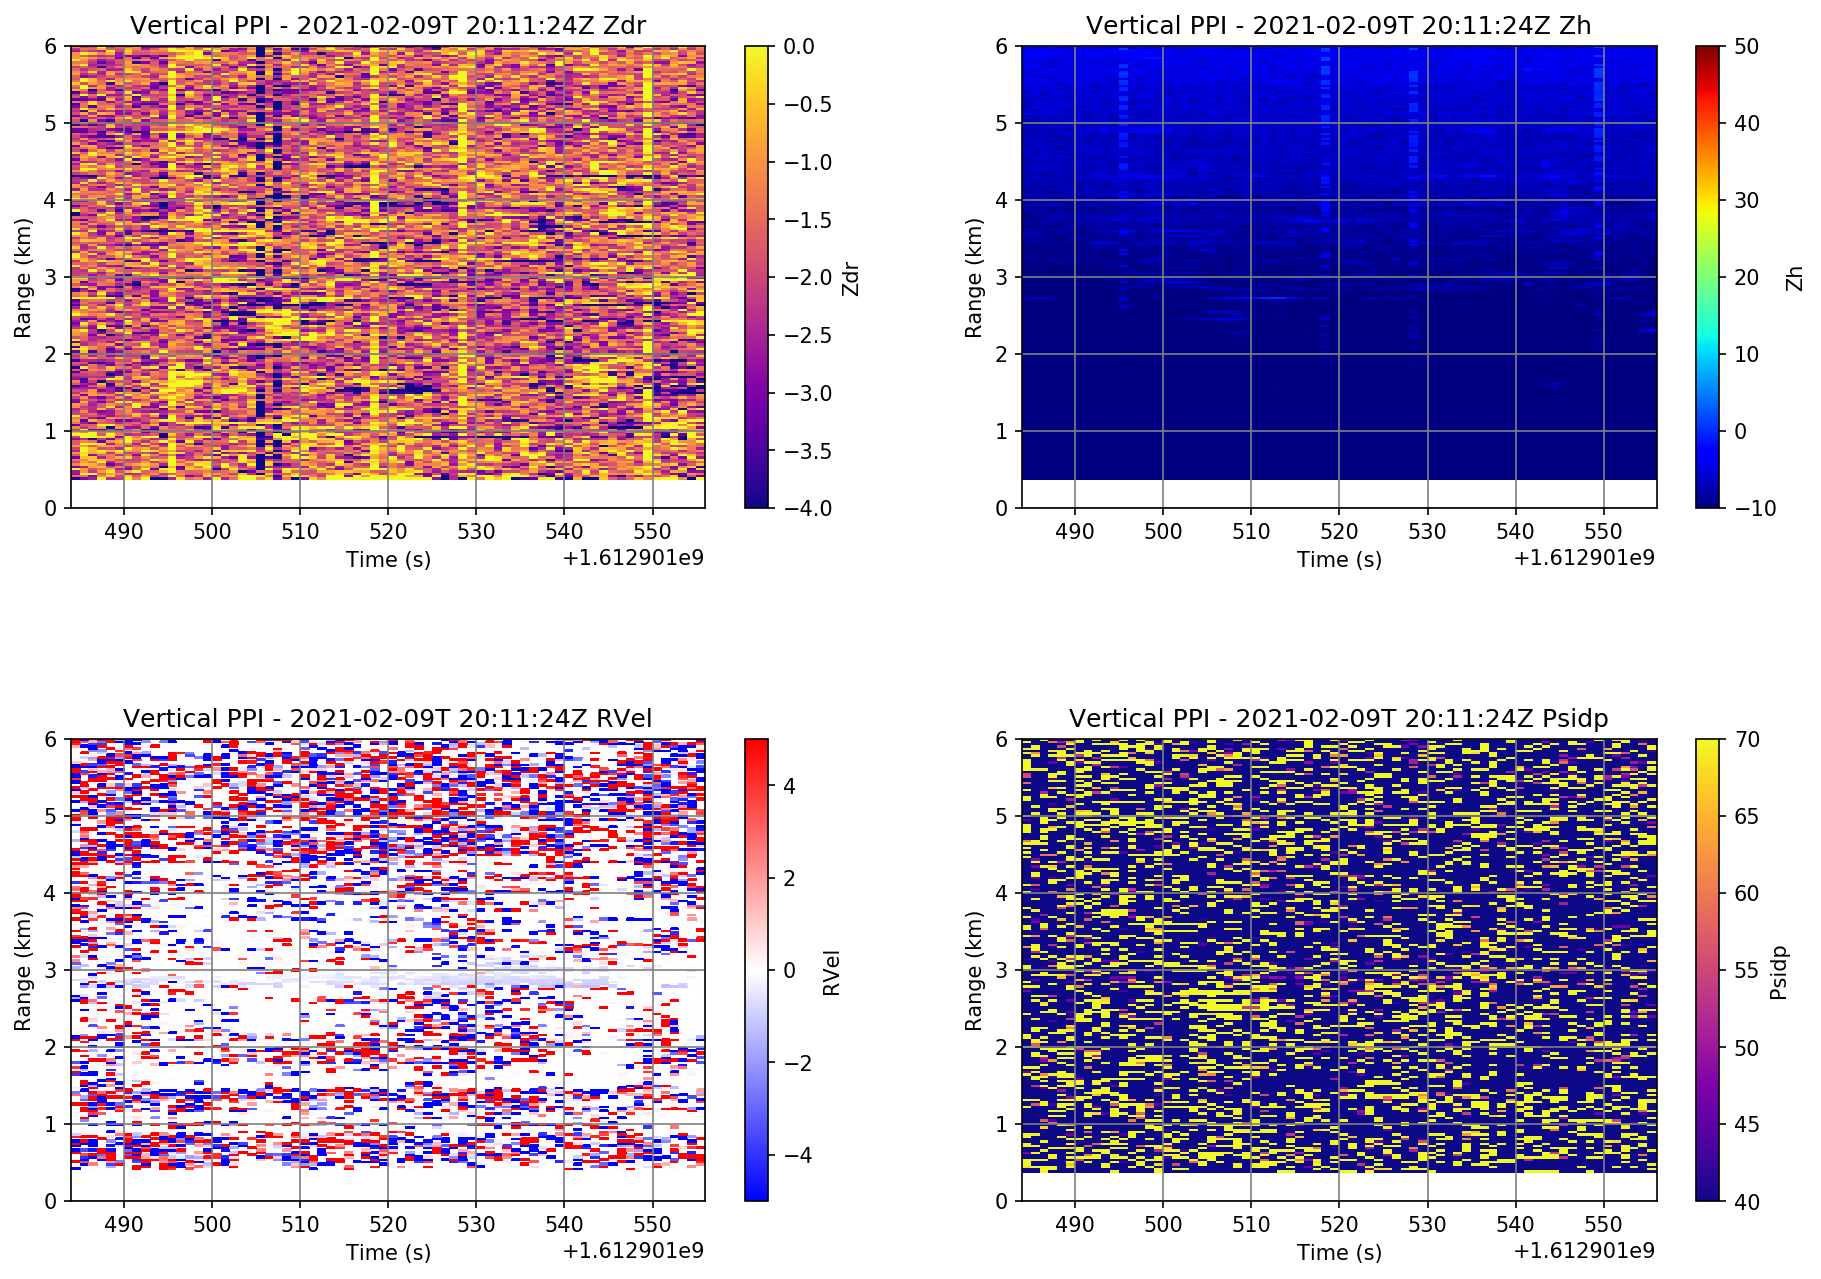 Vertical PPI - 2021-02-09T 20:11:24Z Zdr
6
5
4
3
2
1
0
Range (km)
490 500 510 520 530 540 550
Time (s)
+1.612901e9
0.0
−0.5
−1.0
−1.5
−2.0
−2.5
−3.0
−3.5
−4.0
Zdr
Vertical PPI - 2021-02-09T 20:11:24Z Zh
6
5
4
3
2
1
0
Range (km)
490 500 510 520 530 540 550
Time (s)
+1.612901e9
50
40
30
20
10
0
−10
Zh
Vertical PPI - 2021-02-09T 20:11:24Z RVel
6
5
4
3
2
1
0
Range (km)
490 500 510 520 530 540 550
Time (s)
+1.612901e9
4
2
0
−2
−4
RVel
Vertical PPI - 2021-02-09T 20:11:24Z Psidp
6
5
4
3
2
1
0
Range (km)
490 500 510 520 530 540 550
Time (s)
+1.612901e9
70
65
60
55
50
45
40
Psidp